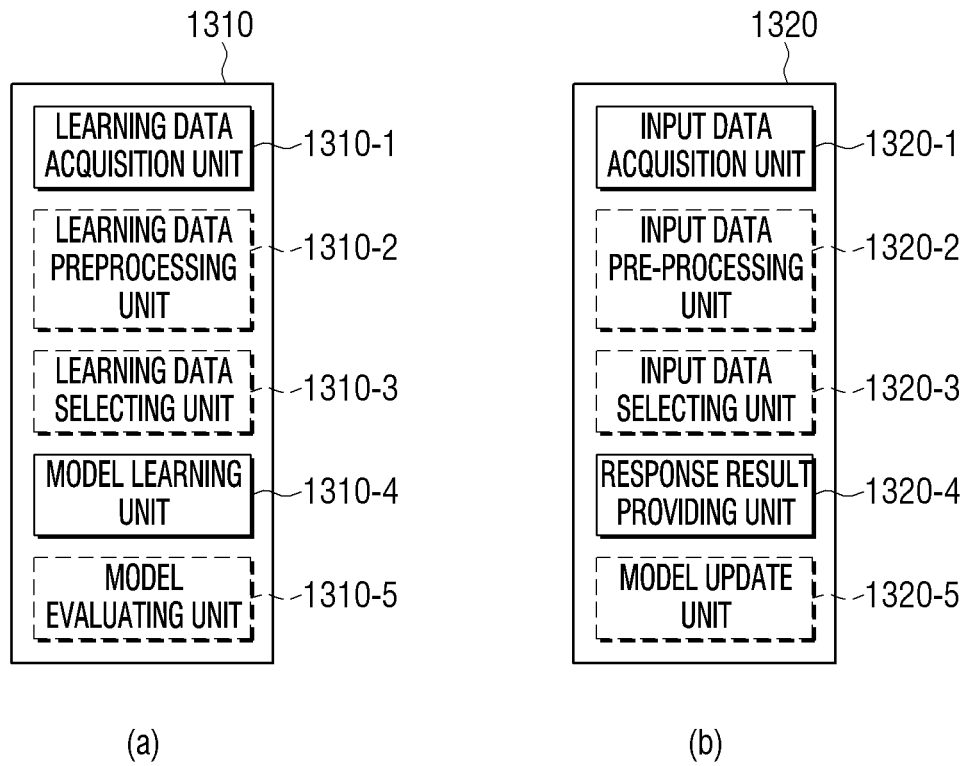 1310
LEARNING DATA
ACQUISITION UNIT
1310-1
LEARNING DATA
PREPROCESSING
UNIT
1310-2
LEARNING DATA
SELECTING UNIT
1310-3
MODEL LEARNING
UNIT
1310-4
MODEL
EVALUATING UNIT
1310-5
(a)
1320
INPUT DATA
ACQUISITION UNIT
1320-1
INPUT DATA
PRE-PROCESSING
UNIT
1320-2
INPUT DATA
SELECTING UNIT
1320-3
RESPONSE RESULT
PROVIDING UNIT
1320-4
MODEL UPDATE
UNIT
1320-5
(b)